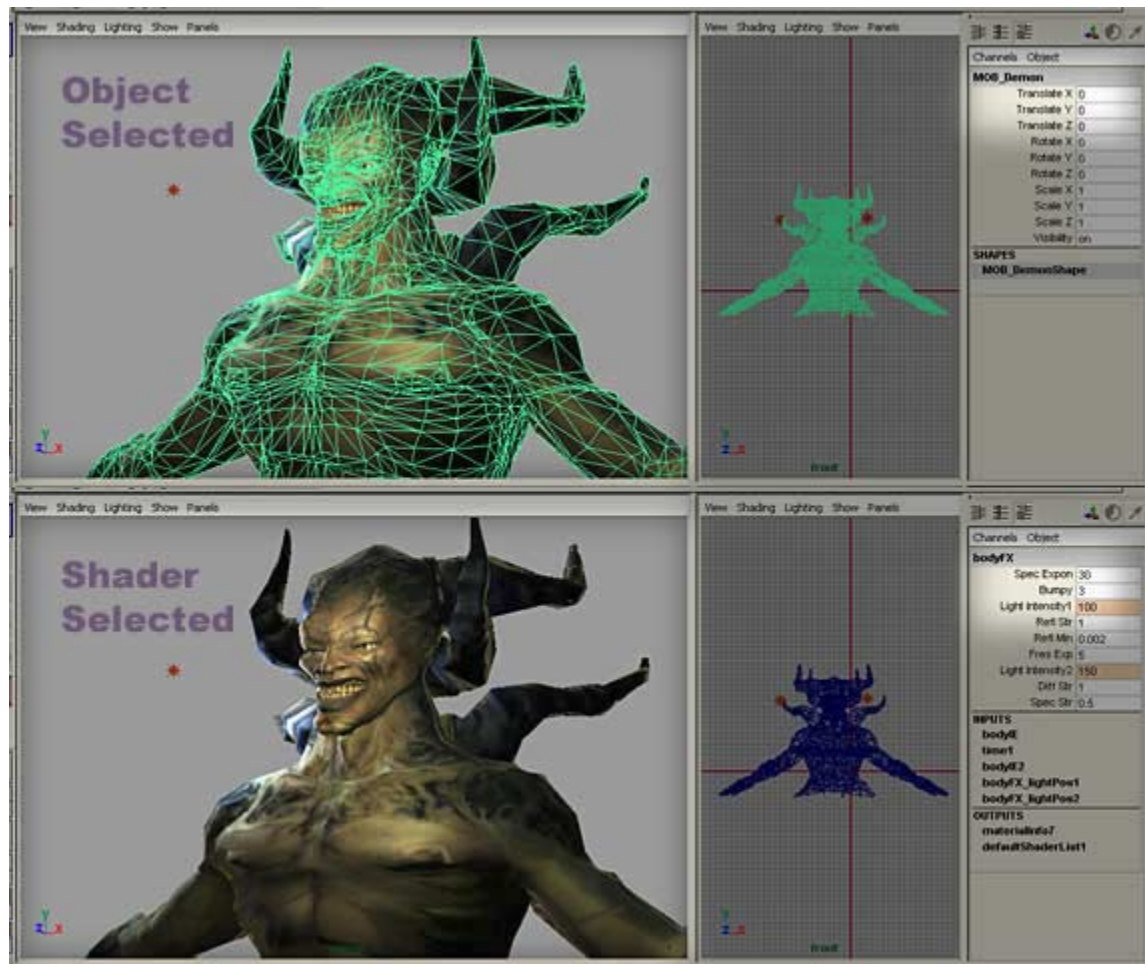 View Shading Lighting Show Panels
Object
Selected
y
z x
View Shading Lighting Show Panels
y
z x
front
Channels Object
MOB_Demon
Translate X 0
Translate Y 0
Translate Z 0
Rotate X 0
Rotate Y 0
Rotate Z 0
Scale X 1
Scale Y 1
Scale Z 1
Visibility on
SHAPES
MOB_DemonShape
View Shading Lighting Show Panels
Shader
Selected
y
z x
View Shading Lighting Show Panels
y
z x
front
Channels Object
bodyFX
Spec Expon 30
Bumpy 3
Light Intensity1 100
Refl Str 1
Refl Min 0.002
Fres Exp 5
Light Intensity2 150
Diff Str 1
Spec Str 0.5
INPUTS
bodyIE
time1
bodyIE2
bodyFX_lightPos1
bodyFX_lightPos2
OUTPUTS
materialInfo7
defaultShaderList1